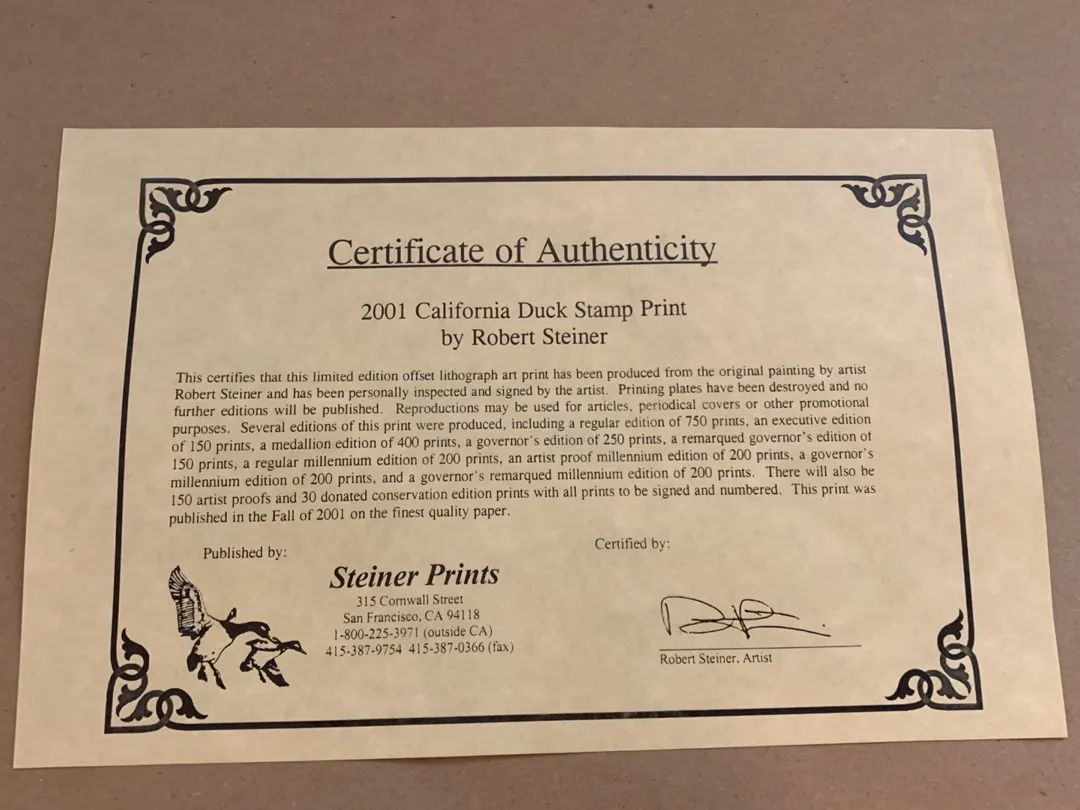 Certificate of Authenticity
2001 California Duck Stamp Print
by Robert Steiner
This certifies that this limited edition offset lithograph art print has been produced from the original painting by artist
Robert Steiner and has been personally inspected and signed by the artist. Printing plates have been destroyed and no
further editions will be published. Reproductions may be used for articles, periodical covers or other promotional
purposes. Several editions of this print were produced, including a regular edition of 750 prints, an executive edition
of 150 prints, a medallion edition of 400 prints, a governor's edition of 250 prints, a remarqued governor's edition of
150 prints, a regular millennium edition of 200 prints, an artist proof millennium edition of 200 prints, a governor's
millennium edition of 200 prints, and a governor's remarqued millennium edition of 200 prints. There will also be
150 artist proofs and 30 donated conservation edition prints with all prints to be signed and numbered. This print was
published in the Fall of 2001 on the finest quality paper.
Published by:
Steiner Prints
315 Cornwall Street
San Francisco, CA 94118
1-800-225-3971 (outside CA)
415-387-9754 415-387-0366 (fax)
Certified by:
Robert Steiner, Artist